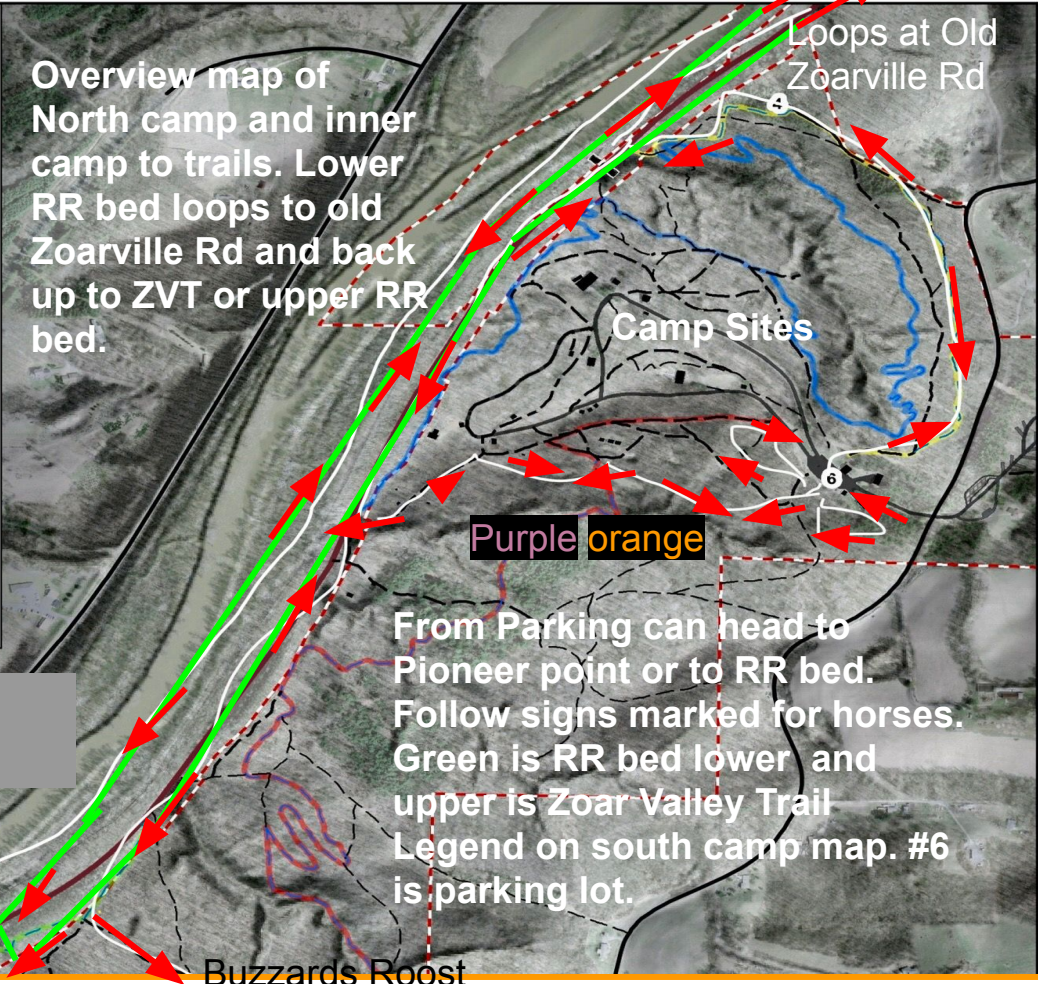 Loops at Old
Zoarville Rd
Overview map of
North camp and inner
camp to trails. Lower
RR bed loops to old
Zoarville Rd and back
up to ZVT or upper RR
bed.
4
Camp Sites
6
Purple orange
From Parking can head to
Pioneer point or to RR bed.
Follow signs marked for horses.
Green is RR bed lower and
upper is Zoar Valley Trail
Legend on south camp map. #6
is parking lot.
Buzzards Roost